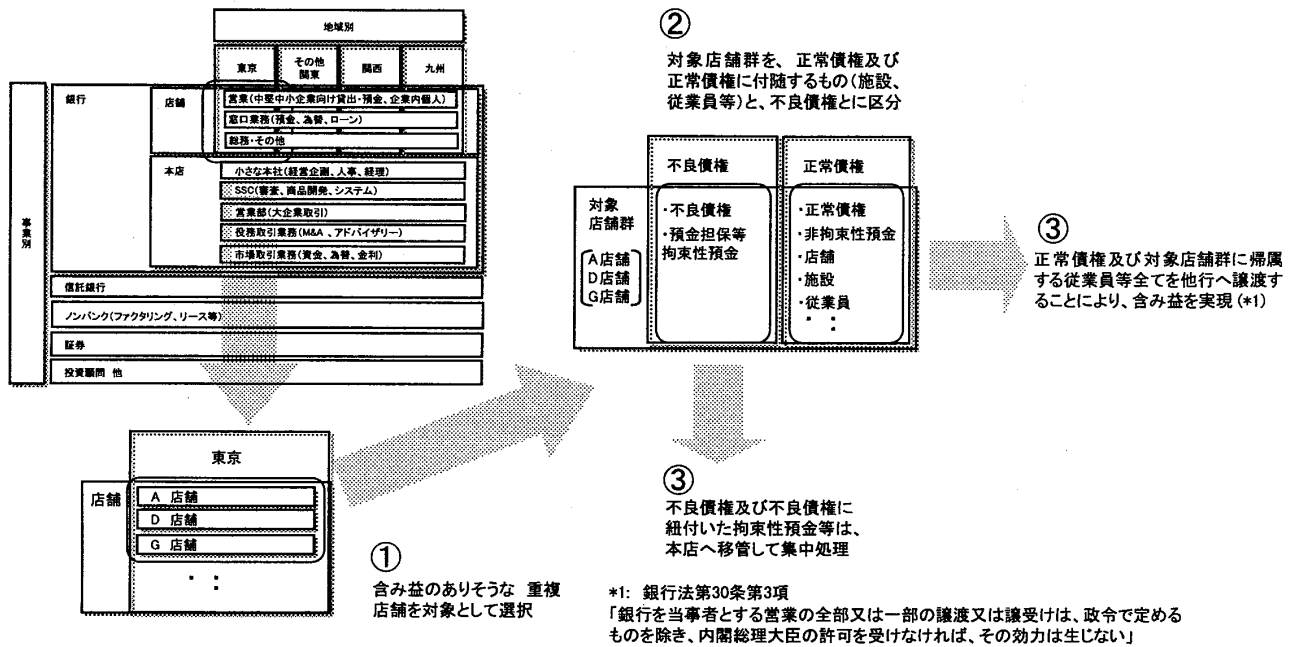 地域別
東京
その他
関東
関西
九州
事業別
銀行
店舗
営業(中堅中小企業向け貸出・預金、企業内個人)
窓口業務(預金、為替、ローン)
総務・その他
本店
小さな本社(経営企画、人事、経理)
SSC(審査、商品開発、システム)
営業部(大企業取引)
役務取引業務(M&A 、アドバイザリー)
市場取引業務(資金、為替、金利)
信託銀行
ノンバンク(ファクタリング、リース等)
証券
投資顧問 他
東京
店舗
A 店舗
D 店舗
G 店舗
・ :
①
含み益のありそうな 重複
店舗を対象として選択
②
対象店舗群を、 正常債権及び
正常債権に付随するもの(施設、
従業員等)と、不良債権とに区分
不良債権
正常債権
対象
店舗群
A店舗
D店舗
G店舗
・不良債権
・預金担保等
拘束性預金
・正常債権
・非拘束性預金
・店舗
・施設
・従業員
・ :
③
正常債権及び対象店舗群に帰属
する従業員等全てを他行へ譲渡す
ることにより、含み益を実現(*1)
③
不良債権及び不良債権に
紐付いた拘束性預金等は、
本店へ移管して集中処理
*1: 銀行法第30条第3項
「銀行を当事者とする営業の全部又は一部の譲渡又は譲受けは、政令で定める
ものを除き、内閣総理大臣の許可を受けなければ、その効力は生じない」